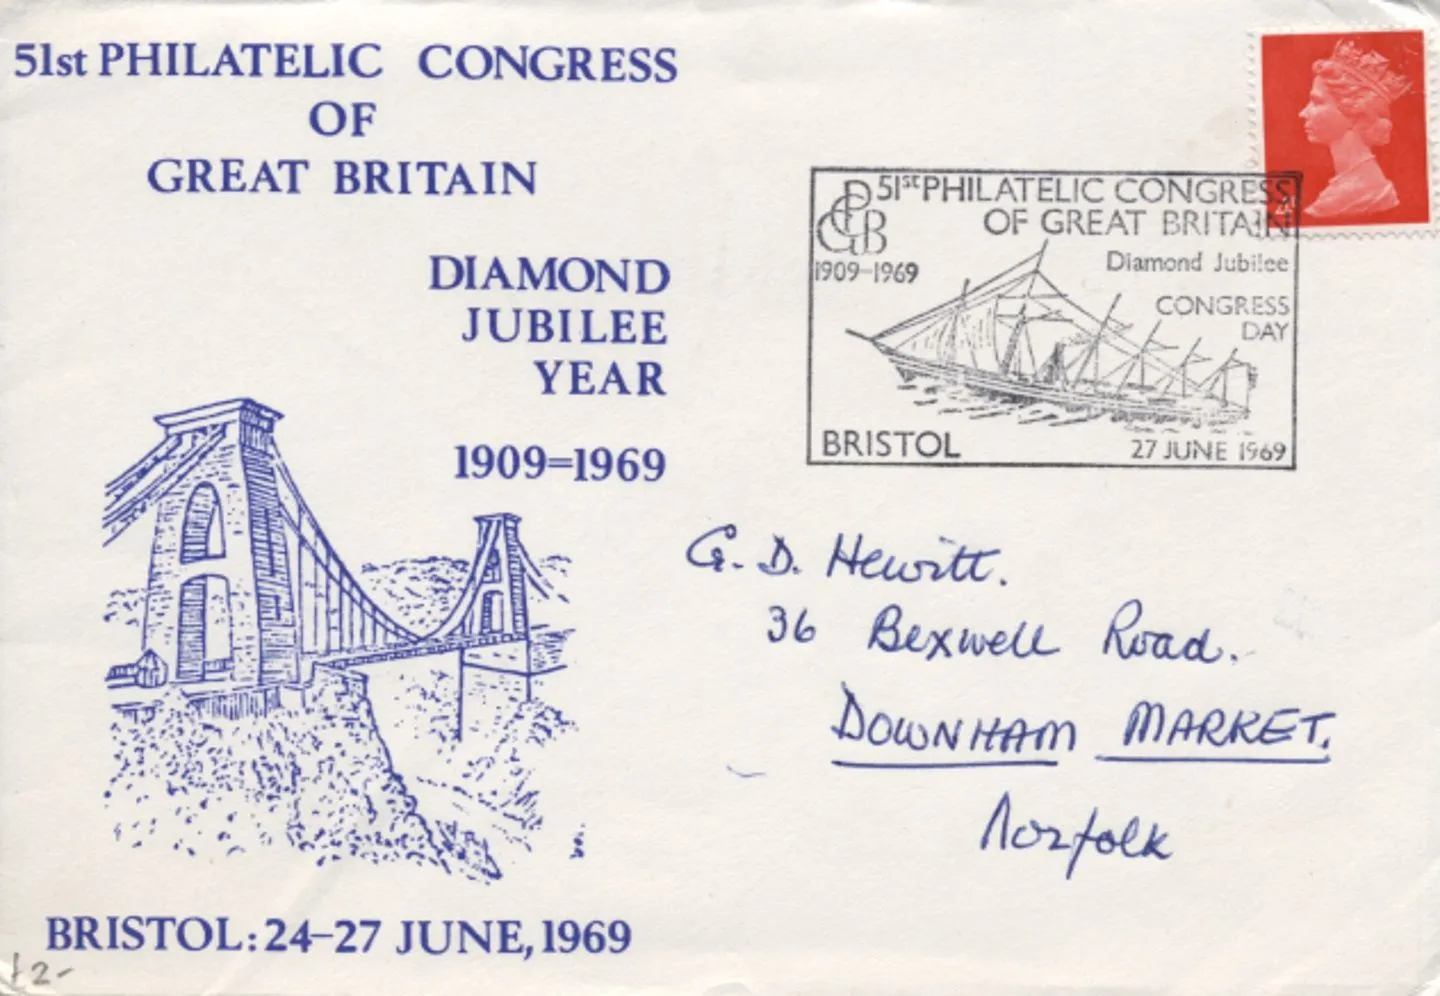 51st PHILATELIC CONGRESS
OF
GREAT BRITAIN
DIAMOND
JUBILEE
YEAR
1909=1969
BRISTOL: 24-27 JUNE, 1969
£2-
4d
PCGB
51st PHILATELIC CONGRESS
OF GREAT BRITAIN
1909-1969
Diamond Jubilee
CONGRESS
DAY
BRISTOL
27 JUNE 1969
G. D. Hewitt.
36 Bexwell Road.
DOWNHAM MARKET.
Norfolk